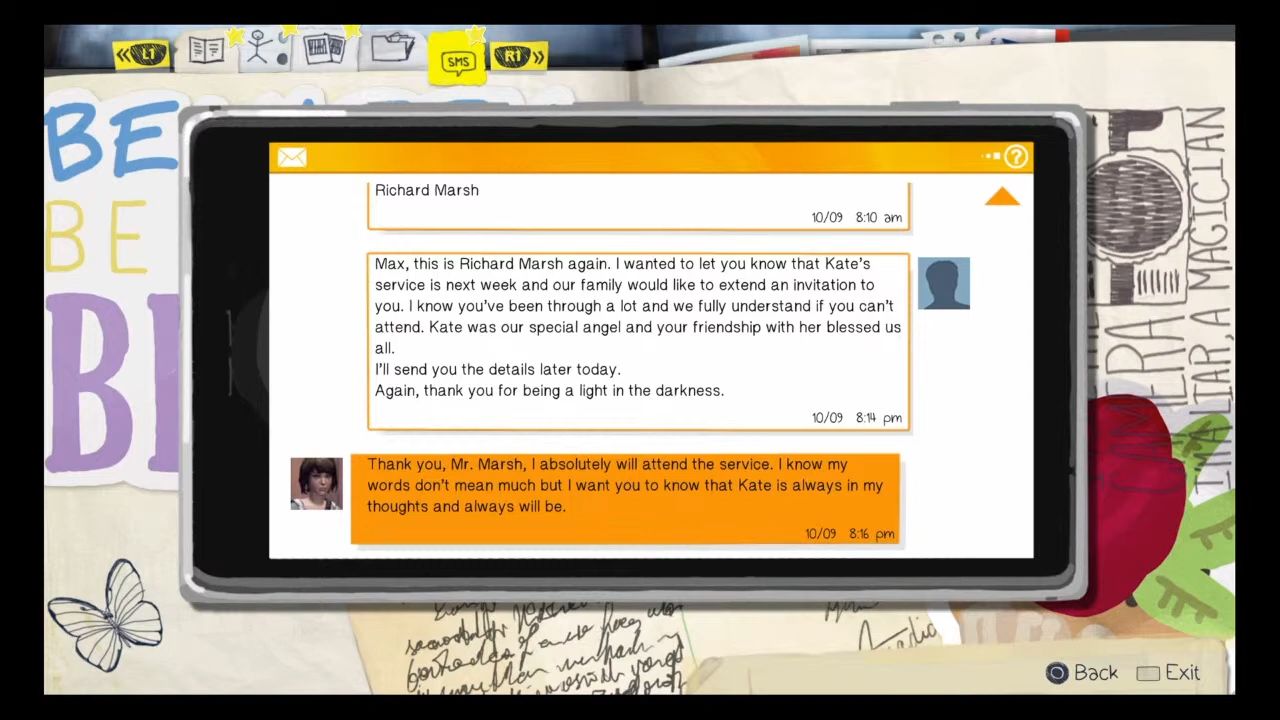 L1
SMS
R1
BE
BE
Richard Marsh
10/09 8:10 am
Max, this is Richard Marsh again. I wanted to let you know that Kate's
service is next week and our family would like to extend an invitation to
you. I know you've been through a lot and we fully understand if you can't
attend. Kate was our special angel and your friendship with her blessed us
all.
I'll send you the details later today.
Again, thank you for being a light in the darkness.
10/09 8:14 pm
Thank you, Mr. Marsh, I absolutely will attend the service. I know my
words don't mean much but I want you to know that Kate is always in my
thoughts and always will be.
10/09 8:16 pm
A MAGICIAN
Back
Exit